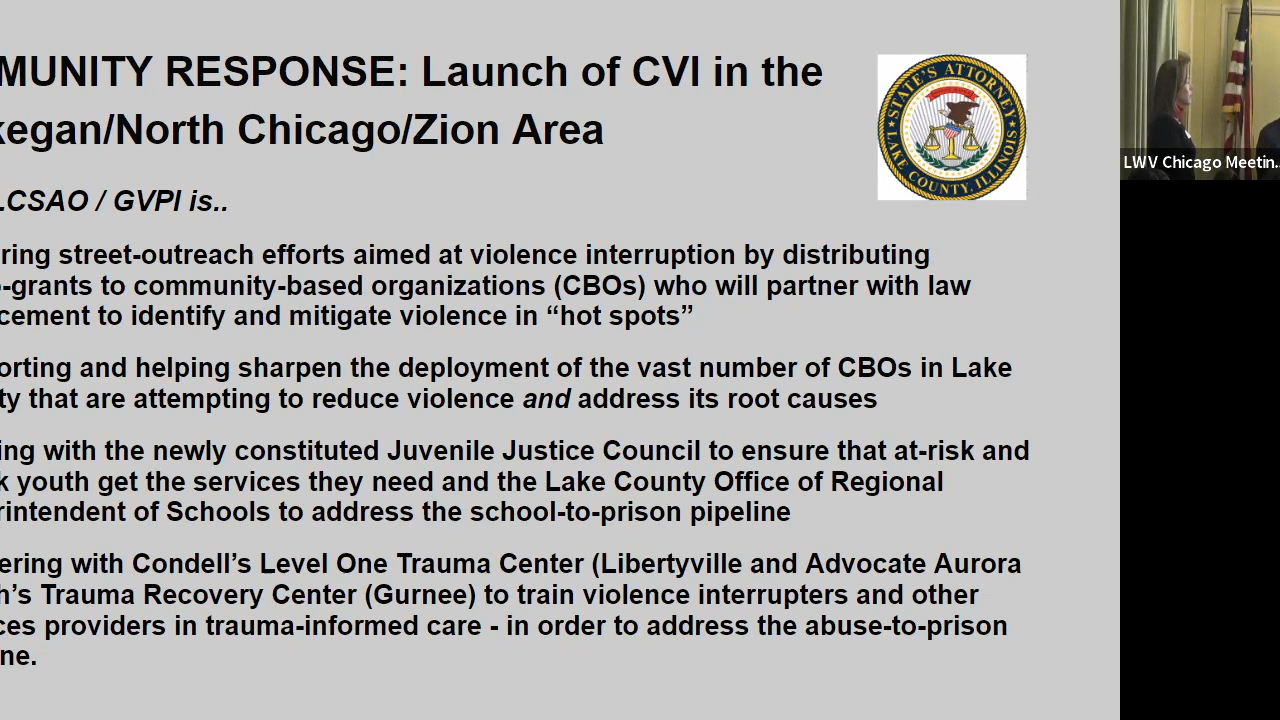 MUNITY RESPONSE: Launch of CVI in the
kegan/North Chicago/Zion Area
STATE'S ATTORNEY
LAKE COUNTY, ILLINOIS
LWV Chicago Meetin...
LCSAO / GVPI is..
ring street-outreach efforts aimed at violence interruption by distributing
-grants to community-based organizations (CBOs) who will partner with law
cement to identify and mitigate violence in “hot spots”
orting and helping sharpen the deployment of the vast number of CBOs in Lake
ty that are attempting to reduce violence and address its root causes
ing with the newly constituted Juvenile Justice Council to ensure that at-risk and
k youth get the services they need and the Lake County Office of Regional
rintendent of Schools to address the school-to-prison pipeline
ering with Condell’s Level One Trauma Center (Libertyville and Advocate Aurora
h’s Trauma Recovery Center (Gurnee) to train violence interrupters and other
ces providers in trauma-informed care - in order to address the abuse-to-prison
ne.